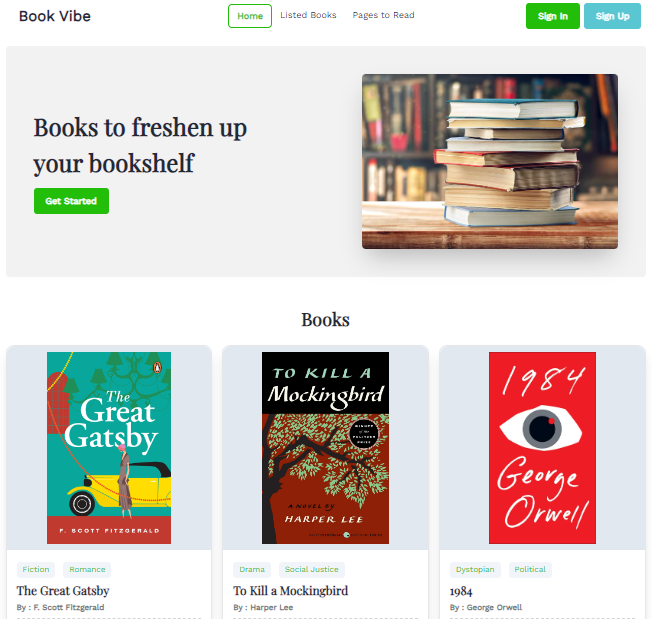 Book Vibe
Home
Listed Books
Pages to Read
Sign In
Sign Up
Books to freshen up
your bookshelf
Get Started
Books
The
Great
Gatsby
F. SCOTT FITZGERALD
TO KILL A
Mockingbird
WINNER
of the
PULITZER
PRIZE
A NOVEL BY
HARPER LEE
1984
George
Orwell
Fiction
Romance
Drama
Social Justice
Dystopian
Political
The Great Gatsby
To Kill a Mockingbird
1984
By : F. Scott Fitzgerald
By : Harper Lee
By : George Orwell